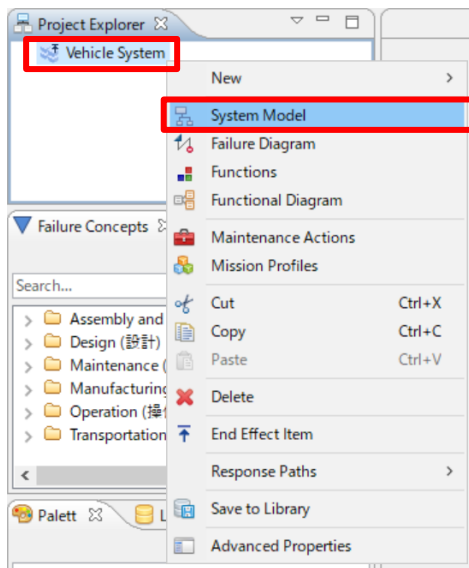 Project Explorer
Vehicle System
New
System Model
Failure Diagram
Functions
Functional Diagram
Maintenance Actions
Mission Profiles
Cut Ctrl+X
Copy Ctrl+C
Paste Ctrl+V
Delete
End Effect Item
Response Paths
Save to Library
Advanced Properties
Failure Concepts
Search...
Assembly and
Design (設計)
Maintenance (
Manufacturing
Operation (操
Transportation
Palett
L